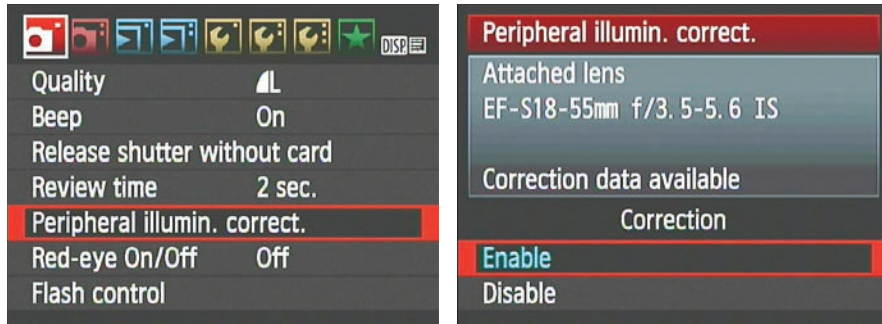 DISP.
Quality L
Beep On
Release shutter without card
Review time 2 sec.
Peripheral illumin. correct.
Red-eye On/Off Off
Flash control
Peripheral illumin. correct.
Attached lens
EF-S18-55mm f/3.5-5.6 IS
Correction data available
Correction
Enable
Disable